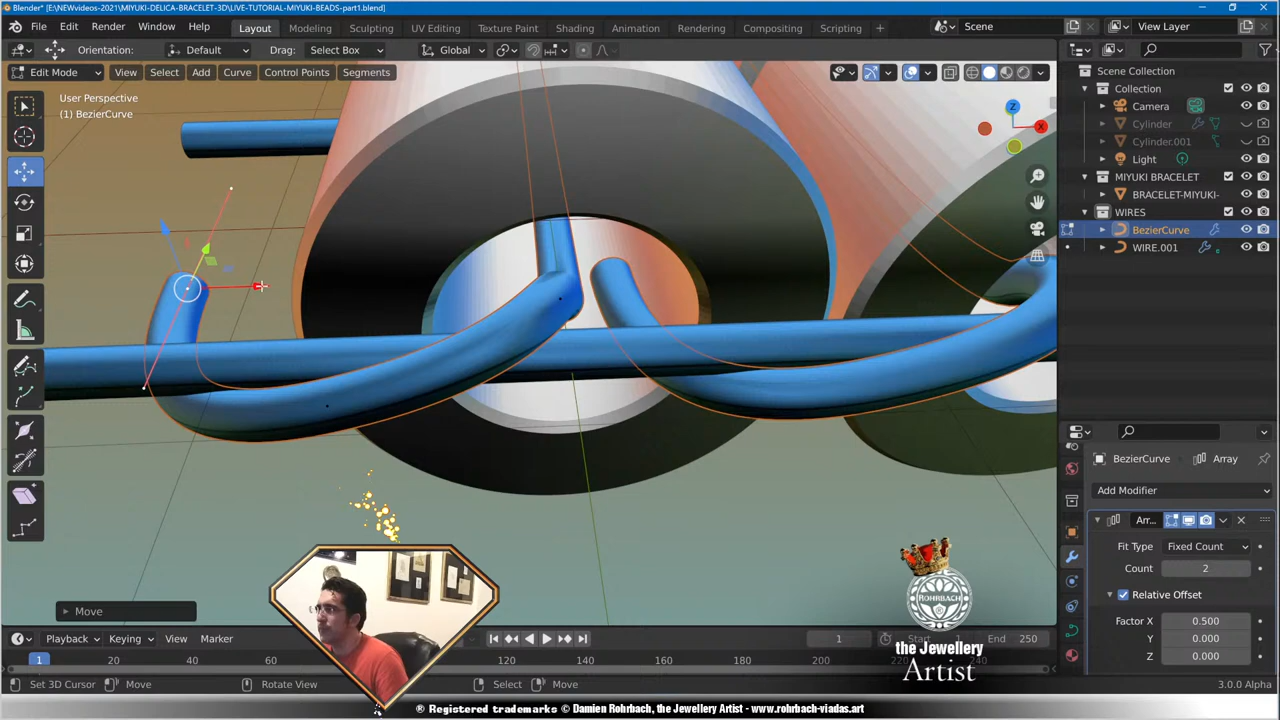 Blender* [E:\NEWvideos-2021\MIYUKI-DELICA-BRACELET-3D\LIVE-TUTORIAL-MIYUKI-BEADS-part1.blend]
File Edit Render Window Help Layout Modeling Sculpting UV Editing Texture Paint Shading Animation Rendering Compositing Scripting + Scene View Layer
Orientation: Default Drag: Select Box Global
Edit Mode View Select Add Curve Control Points Segments
User Perspective
(1) BezierCurve
Z
X
Scene Collection
Collection
Camera
Cylinder
Cylinder.001
Light
MIYUKI BRACELET
BRACELET-MIYUKI-
WIRES
BezierCurve
WIRE.001
BezierCurve Array
Add Modifier
Arr...
Fit Type Fixed Count
Count 2
Relative Offset
Factor X 0.500
Y 0.000
Z 0.000
Move
ROHRBACH
the Jewellery
Artist
Playback Keying View Marker 1 Start 1 End 250
1 20 40 60 120 140 160 180 200 220 240
Set 3D Cursor Move Rotate View Select Move 3.0.0 Alpha
® Registered trademarks © Damien Rohrbach, the Jewellery Artist - www.rohrbach-viadas.art